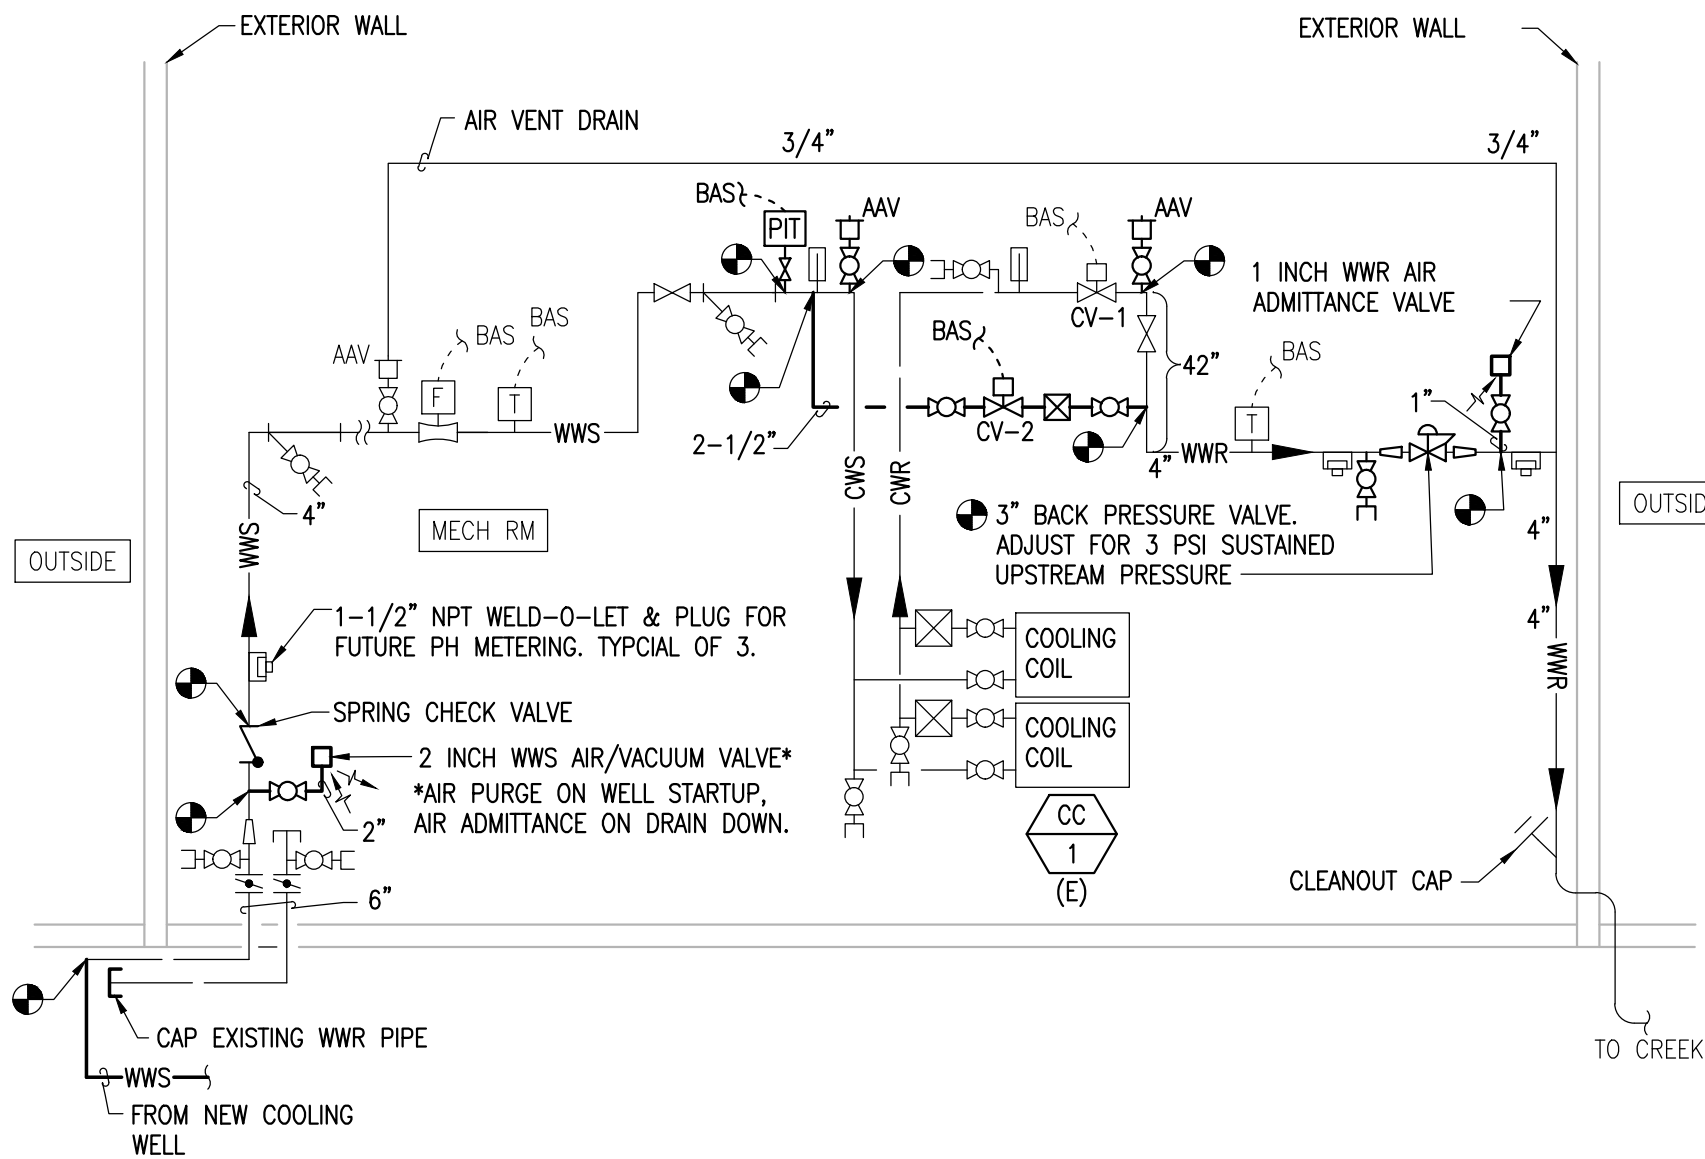 EXTERIOR WALL
EXTERIOR WALL
AIR VENT DRAIN
3/4"
3/4"
BAS
PIT
AAV
BAS
AAV
1 INCH WWR AIR
ADMITTANCE VALVE
CV-1
BAS
BAS
BAS
AAV
F
T
WWS
42"
BAS
1"
T
CV-2
2-1/2"
4"
WWR
CWS
CWR
4"
WWS
MECH RM
3" BACK PRESSURE VALVE.
ADJUST FOR 3 PSI SUSTAINED
UPSTREAM PRESSURE
OUTSID
4"
OUTSIDE
1-1/2" NPT WELD-O-LET & PLUG FOR
FUTURE PH METERING. TYPCIAL OF 3.
4"
WWR
COOLING
COIL
SPRING CHECK VALVE
COOLING
COIL
2 INCH WWS AIR/VACUUM VALVE*
*AIR PURGE ON WELL STARTUP,
AIR ADMITTANCE ON DRAIN DOWN.
2"
CC
1
(E)
CLEANOUT CAP
6"
CAP EXISTING WWR PIPE
TO CREEK
WWS
FROM NEW COOLING
WELL